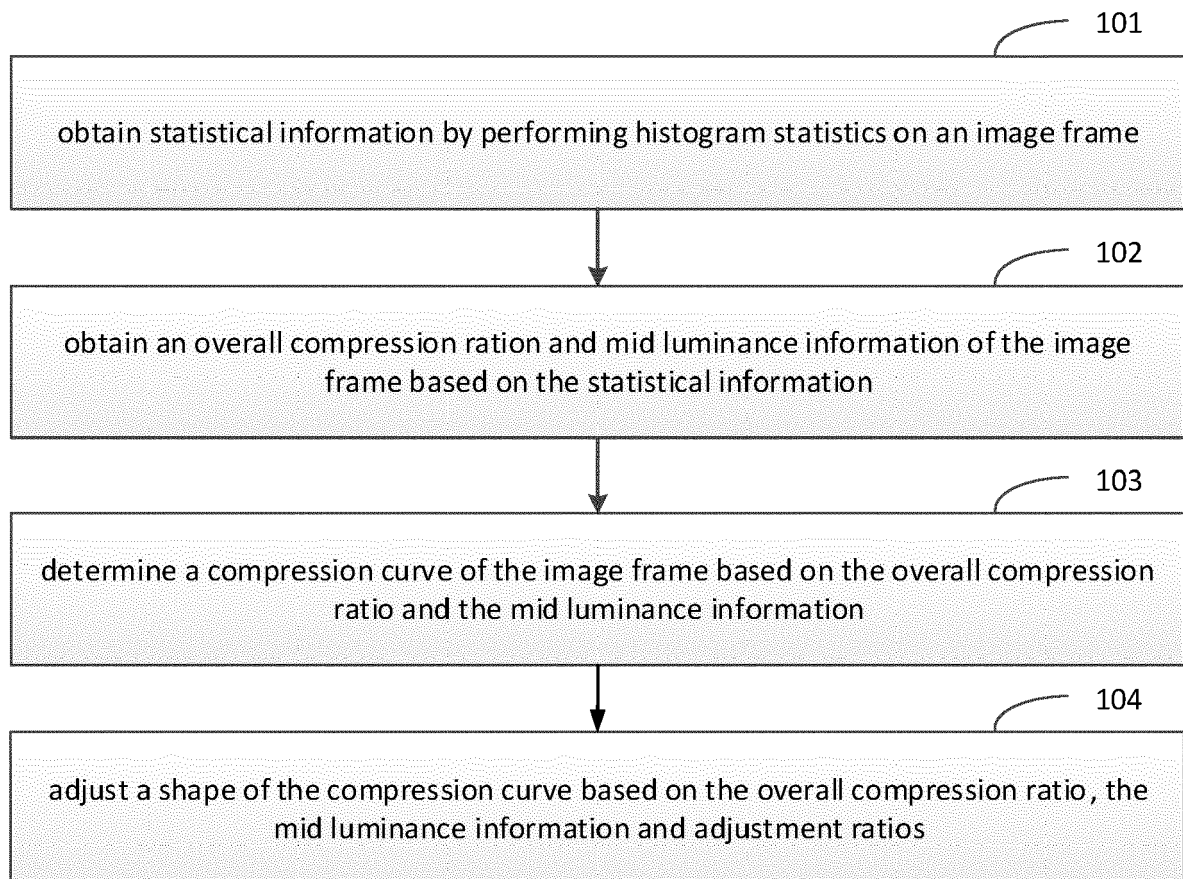 101
obtain statistical information by performing histogram statistics on an image frame
102
obtain an overall compression ration and mid luminance information of the image
frame based on the statistical information
103
determine a compression curve of the image frame based on the overall compression
ratio and the mid luminance information
104
adjust a shape of the compression curve based on the overall compression ratio , the
mid luminance information and adjustment ratios